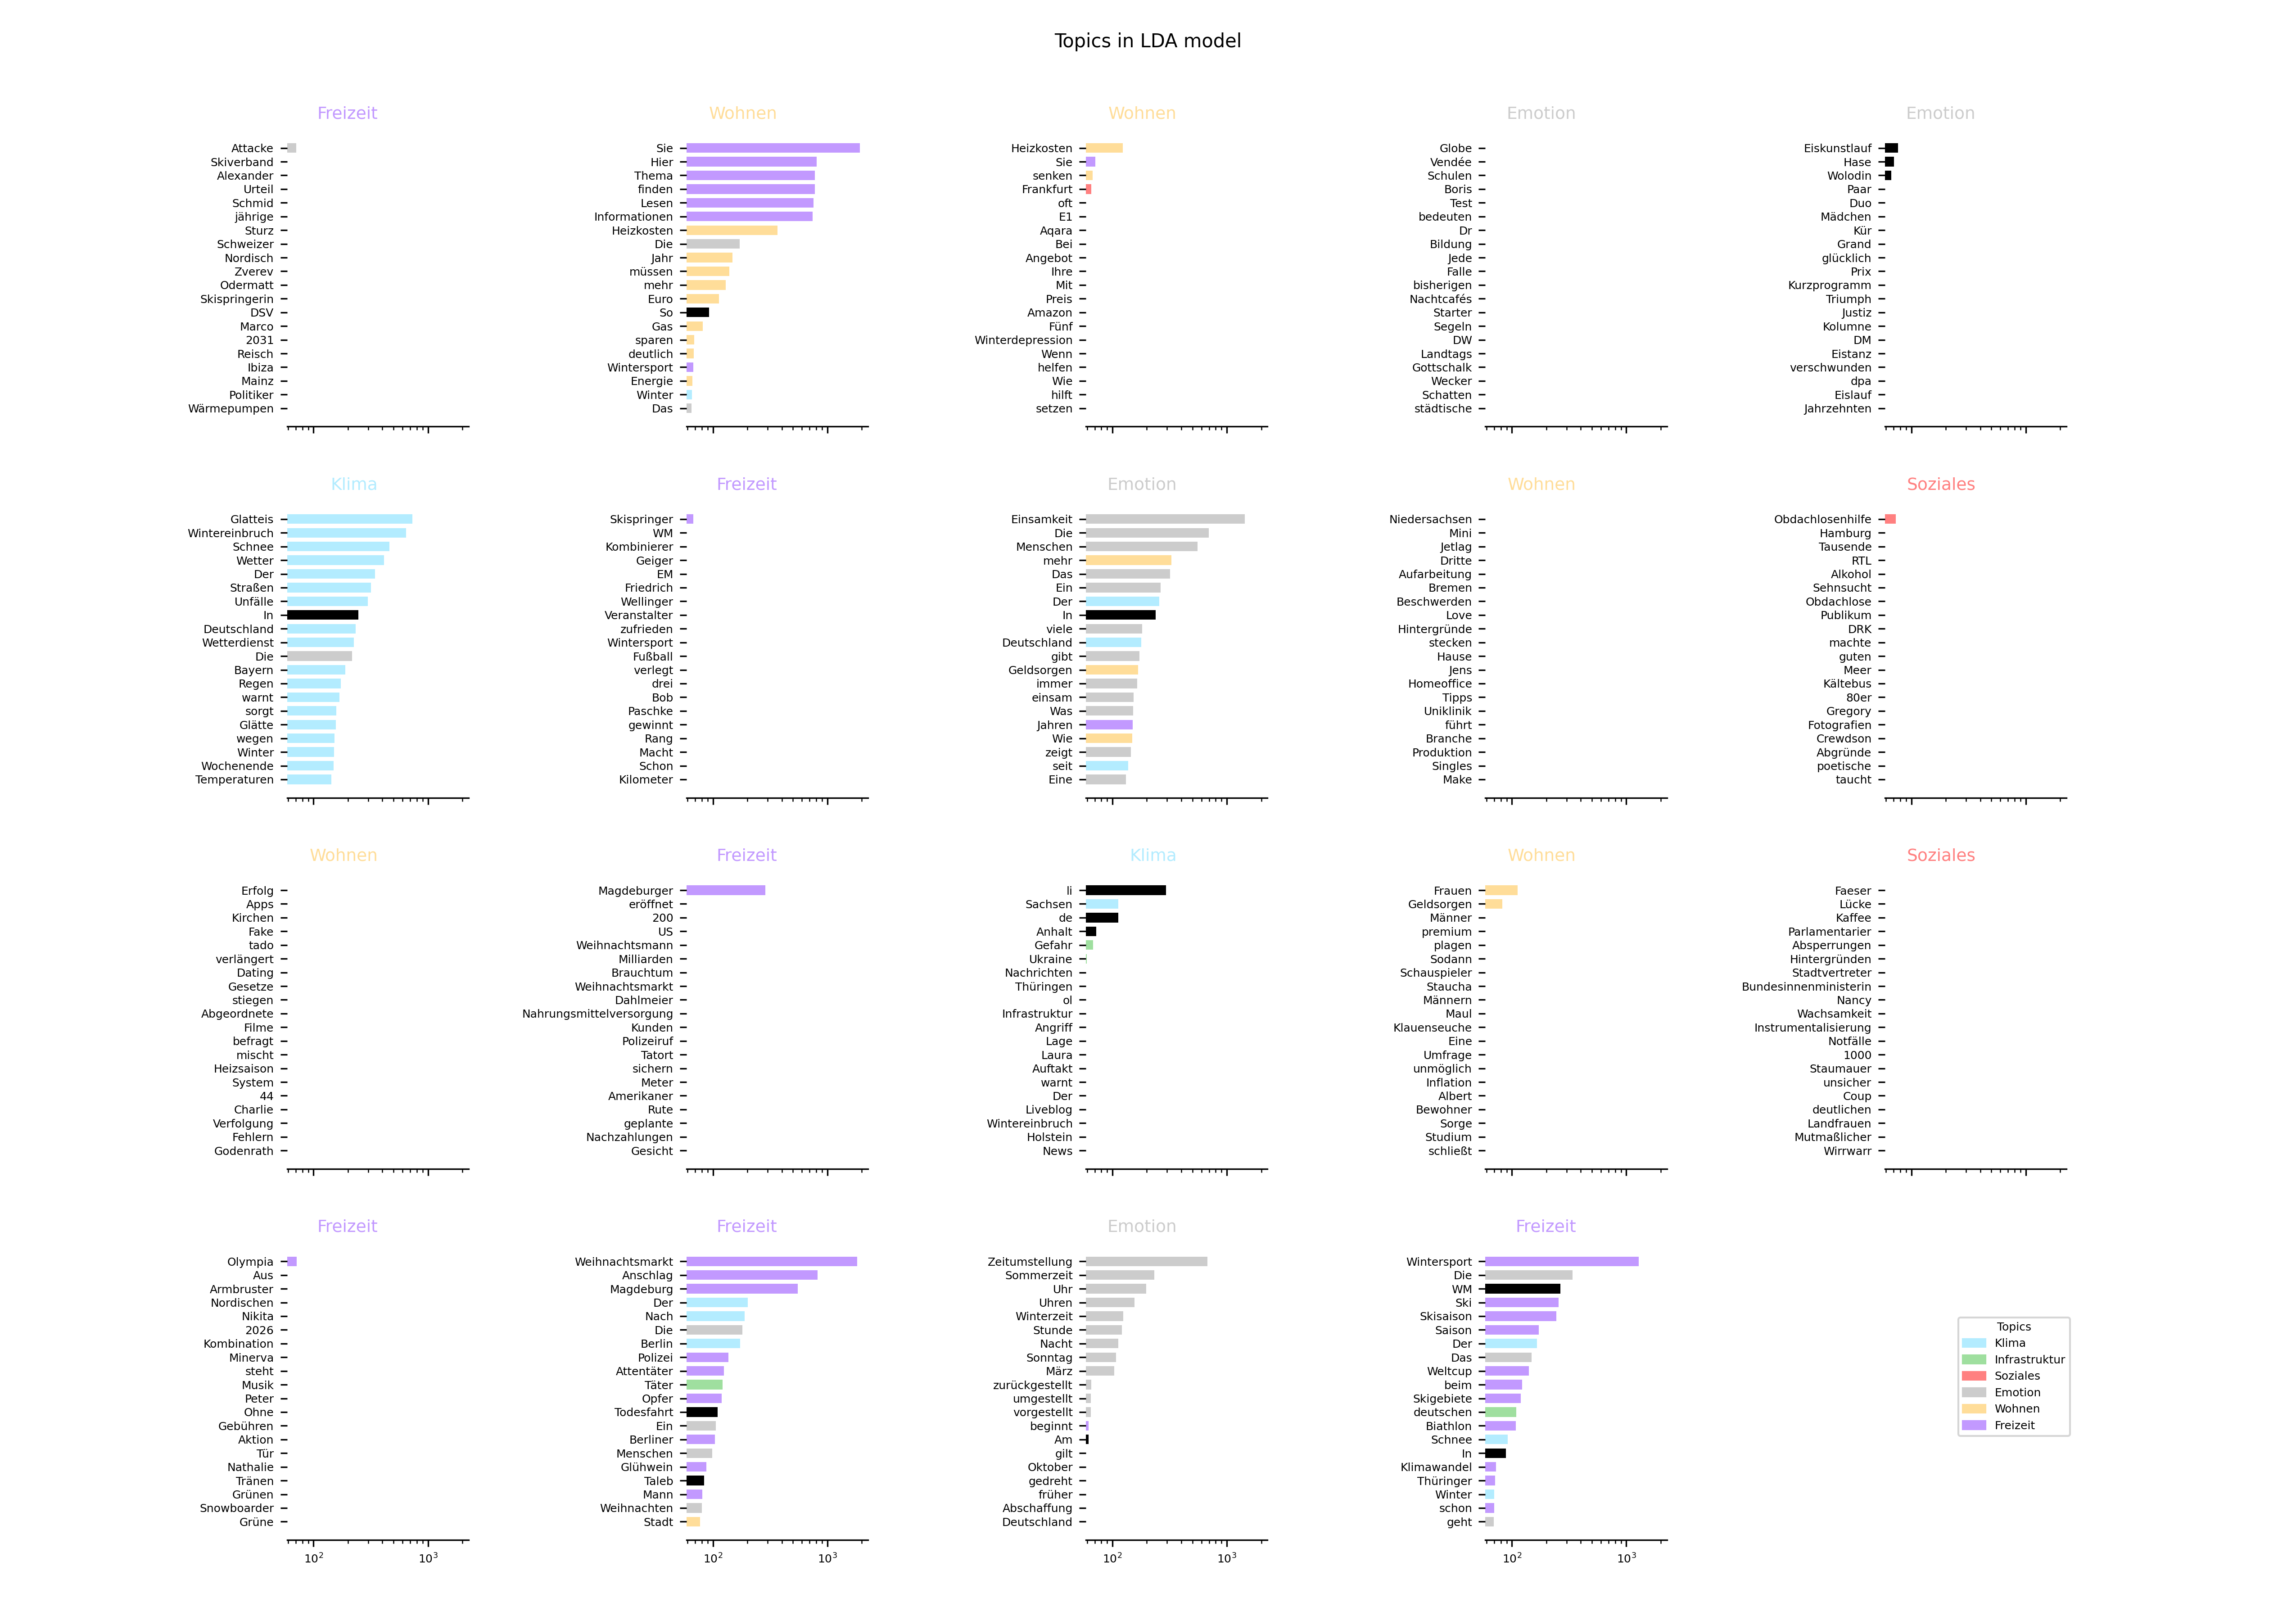 Topics in LDA model
Freizeit
Attacke
Skiverband
Alexander
Urteil
Schmid
jährige
Sturz
Schweizer
Nordisch
Zverev
Odermatt
Skispringerin
DSV
Marco
2031
Reisch
Ibiza
Mainz
Politiker
Wärmepumpen
Wohnen
Sie
Hier
Thema
finden
Lesen
Informationen
Heizkosten
Die
Jahr
müssen
mehr
Euro
So
Gas
sparen
deutlich
Wintersport
Energie
Winter
Das
Wohnen
Heizkosten
Sie
senken
Frankfurt
oft
E1
Aqara
Bei
Angebot
Ihre
Mit
Preis
Amazon
Fünf
Winterdepression
Wenn
helfen
Wie
hilft
setzen
Emotion
Globe
Vendée
Schulen
Boris
Test
bedeuten
Dr
Bildung
Jede
Falle
bisherigen
Nachtcafés
Starter
Segeln
DW
Landtags
Gottschalk
Wecker
Schatten
städtische
Emotion
Eiskunstlauf
Hase
Wolodin
Paar
Duo
Mädchen
Kür
Grand
glücklich
Prix
Kurzprogramm
Triumph
Justiz
Kolumne
DM
Eistanz
verschwunden
dpa
Eislauf
Jahrzehnten
Klima
Glatteis
Wintereinbruch
Schnee
Wetter
Der
Straßen
Unfälle
In
Deutschland
Wetterdienst
Die
Bayern
Regen
warnt
sorgt
Glätte
wegen
Winter
Wochenende
Temperaturen
Freizeit
Skispringer
WM
Kombinierer
Geiger
EM
Friedrich
Wellinger
Veranstalter
zufrieden
Wintersport
Fußball
verlegt
drei
Bob
Paschke
gewinnt
Rang
Macht
Schon
Kilometer
Emotion
Einsamkeit
Die
Menschen
mehr
Das
Ein
Der
In
viele
Deutschland
gibt
Geldsorgen
immer
einsam
Was
Jahren
Wie
zeigt
seit
Eine
Wohnen
Niedersachsen
Mini
Jetlag
Dritte
Aufarbeitung
Bremen
Beschwerden
Love
Hintergründe
stecken
Hause
Jens
Homeoffice
Tipps
Uniklinik
führt
Branche
Produktion
Singles
Make
Soziales
Obdachlosenhilfe
Hamburg
Tausende
RTL
Alkohol
Sehnsucht
Obdachlose
Publikum
DRK
machte
guten
Meer
Kältebus
80er
Gregory
Fotografien
Crewdson
Abgründe
poetische
taucht
Wohnen
Erfolg
Apps
Kirchen
Fake
tado
verlängert
Dating
Gesetze
stiegen
Abgeordnete
Filme
befragt
mischt
Heizsaison
System
44
Charlie
Verfolgung
Fehlern
Godenrath
Freizeit
Magdeburger
eröffnet
200
US
Weihnachtsmann
Milliarden
Brauchtum
Weihnachtsmarkt
Dahlmeier
Nahrungsmittelversorgung
Kunden
Polizeiruf
Tatort
sichern
Meter
Amerikaner
Rute
geplante
Nachzahlungen
Gesicht
Klima
li
Sachsen
de
Anhalt
Gefahr
Ukraine
Nachrichten
Thüringen
ol
Infrastruktur
Angriff
Lage
Laura
Auftakt
warnt
Der
Liveblog
Wintereinbruch
Holstein
News
Wohnen
Frauen
Geldsorgen
Männer
premium
plagen
Sodann
Schauspieler
Staucha
Männern
Maul
Klauenseuche
Eine
Umfrage
unmöglich
Inflation
Albert
Bewohner
Sorge
Studium
schließt
Soziales
Faeser
Lücke
Kaffee
Parlamentarier
Absperrungen
Hintergründen
Stadtvertreter
Bundesinnenministerin
Nancy
Wachsamkeit
Instrumentalisierung
Notfälle
1000
Staumauer
unsicher
Coup
deutlichen
Landfrauen
Mutmaßlicher
Wirrwarr
Freizeit
Olympia
Aus
Armbruster
Nordischen
Nikita
2026
Kombination
Minerva
steht
Musik
Peter
Ohne
Gebühren
Aktion
Tür
Nathalie
Tränen
Grünen
Snowboarder
Grüne
10² 10³
Freizeit
Weihnachtsmarkt
Anschlag
Magdeburg
Der
Nach
Die
Berlin
Polizei
Attentäter
Täter
Opfer
Todesfahrt
Ein
Berliner
Menschen
Glühwein
Taleb
Mann
Weihnachten
Stadt
10² 10³
Emotion
Zeitumstellung
Sommerzeit
Uhr
Uhren
Winterzeit
Stunde
Nacht
Sonntag
März
zurückgestellt
umgestellt
vorgestellt
beginnt
Am
gilt
Oktober
gedreht
früher
Abschaffung
Deutschland
10² 10³
Freizeit
Wintersport
Die
WM
Ski
Skisaison
Saison
Der
Das
Weltcup
beim
Skigebiete
deutschen
Biathlon
Schnee
In
Klimawandel
Thüringer
Winter
schon
geht
10² 10³
Topics
Klima
Infrastruktur
Soziales
Emotion
Wohnen
Freizeit